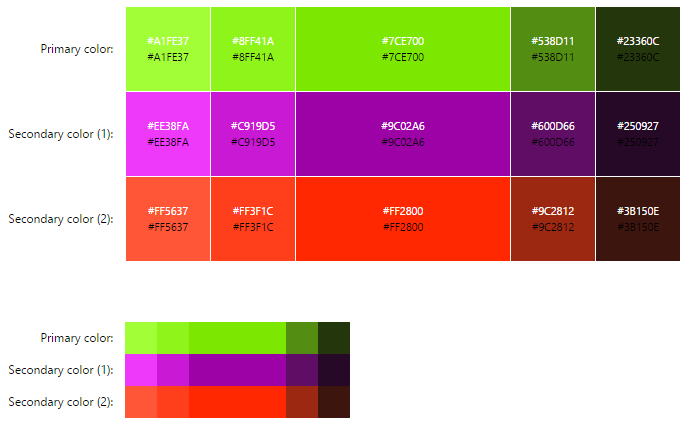 #A1FE37 #8FF41A #7CE700 #538D11 #23360C
Primary color:
#A1FE37 #8FF41A #7CE700 #538D11 #23360C
#EE38FA #C919D5 #9C02A6 #600D66 #250927
Secondary color (1):
#EE38FA #C919D5 #9C02A6 #600D66 #250927
#FF5637 #FF3F1C #FF2800 #9C2812 #3B150E
Secondary color (2):
#FF5637 #FF3F1C #FF2800 #9C2812 #3B150E
Primary color:
Secondary color (1):
Secondary color (2):